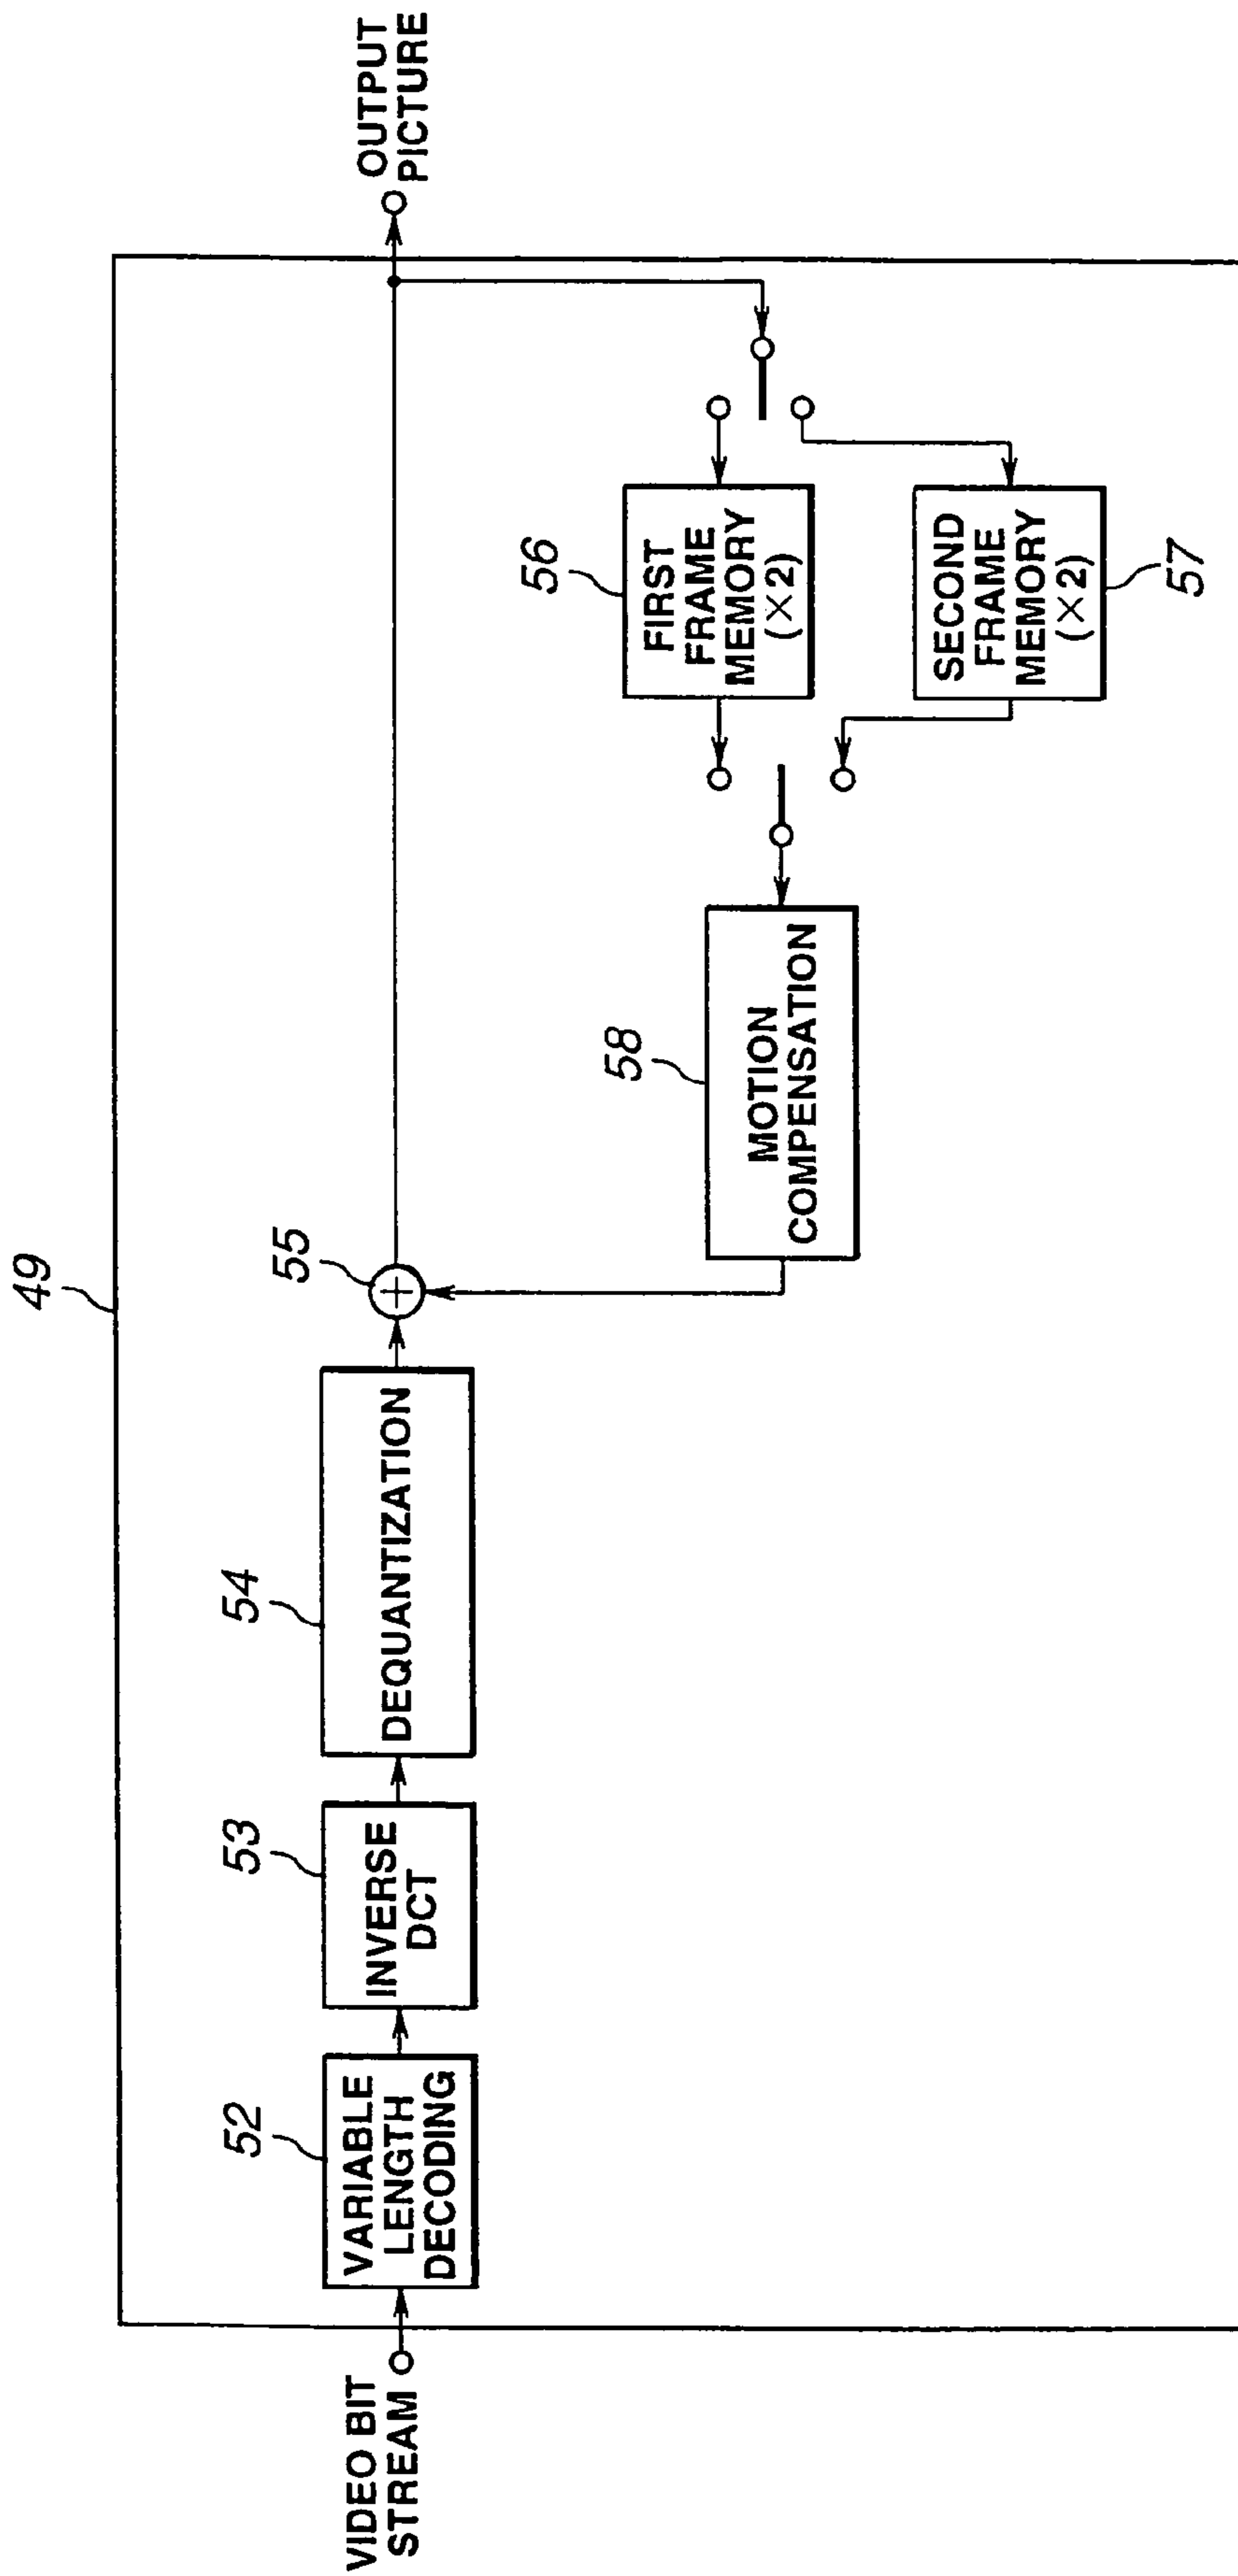 49
VIDEO BIT
STREAM
52
VARIABLE
LENGTH
DECODING
53
INVERSE
DCT
54
DEQUANTIZATION
55
+
OUTPUT
PICTURE
58
MOTION
COMPENSATION
56
FIRST
FRAME
MEMORY
(×2)
SECOND
FRAME
MEMORY
(×2)
57